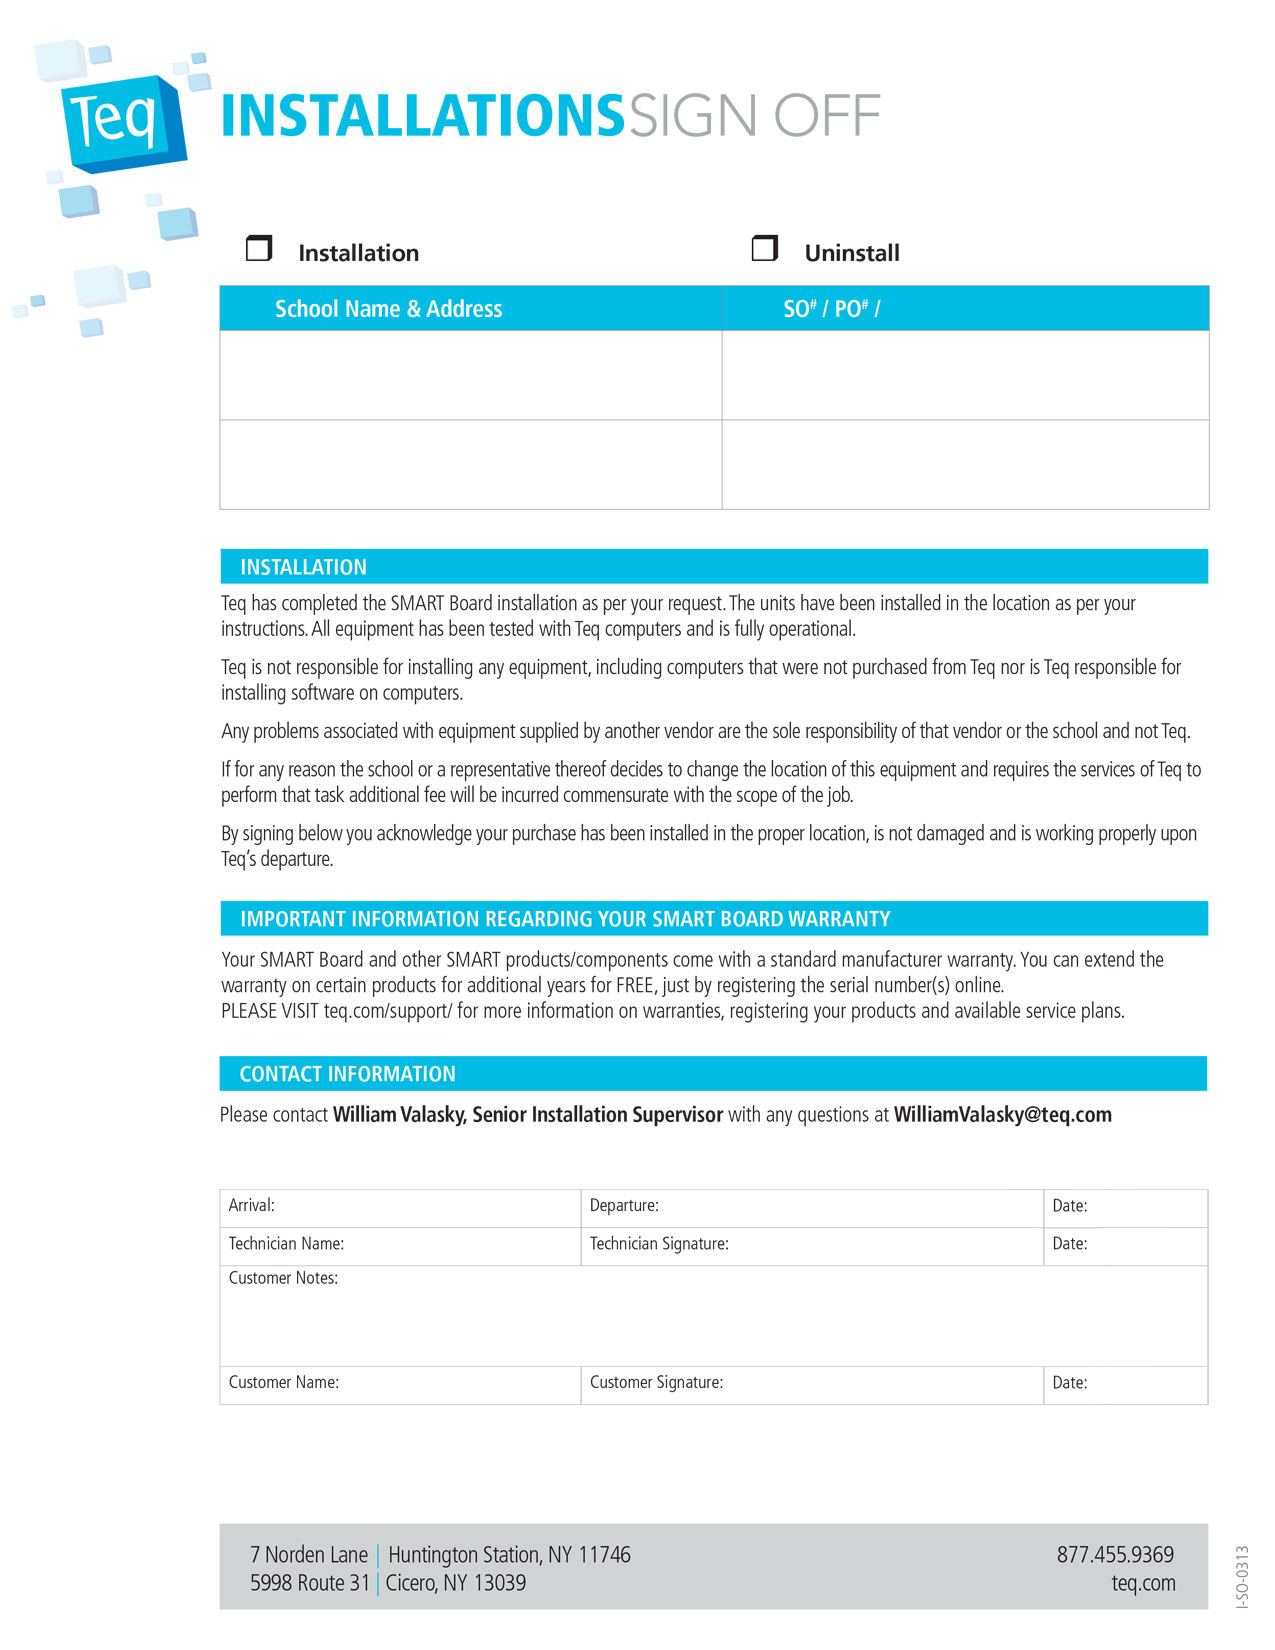 Teq
INSTALLATIONS SIGN OFF
❒ Installation
❒ Uninstall
School Name & Address
SO# / PO# /
INSTALLATION
Teq has completed the SMART Board installation as per your request. The units have been installed in the location as per your
instructions. All equipment has been tested with Teq computers and is fully operational.
Teq is not responsible for installing any equipment, including computers that were not purchased from Teq nor is Teq responsible for
installing software on computers.
Any problems associated with equipment supplied by another vendor are the sole responsibility of that vendor or the school and not Teq.
If for any reason the school or a representative thereof decides to change the location of this equipment and requires the services of Teq to
perform that task additional fee will be incurred commensurate with the scope of the job.
By signing below you acknowledge your purchase has been installed in the proper location, is not damaged and is working properly upon
Teq's departure.
IMPORTANT INFORMATION REGARDING YOUR SMART BOARD WARRANTY
Your SMART Board and other SMART products/components come with a standard manufacturer warranty. You can extend the
warranty on certain products for additional years for FREE, just by registering the serial number(s) online.
PLEASE VISIT teq.com/support/ for more information on warranties, registering your products and available service plans.
CONTACT INFORMATION
Please contact William Valasky, Senior Installation Supervisor with any questions at WilliamValasky@teq.com
Arrival:
Departure:
Date:
Technician Name:
Technician Signature:
Date:
Customer Notes:
Customer Name:
Customer Signature:
Date:
7 Norden Lane | Huntington Station, NY 11746
877.455.9369
5998 Route 31 | Cicero, NY 13039
teq.com
I-SO-0313